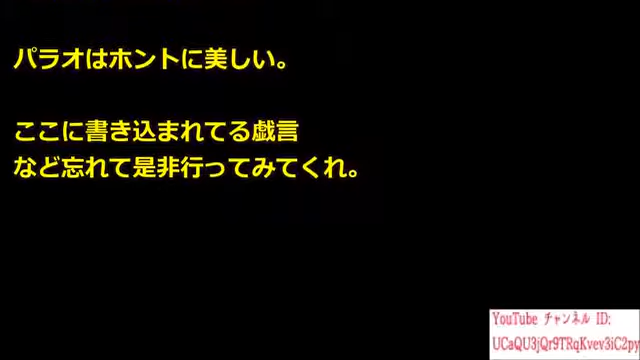 パラオはホントに美しい。
ここに書き込まれてる戯言
など忘れて是非行ってみてくれ。
YouTube チャンネル ID:
UCaQU3jQr9TRqKvev3iC2py